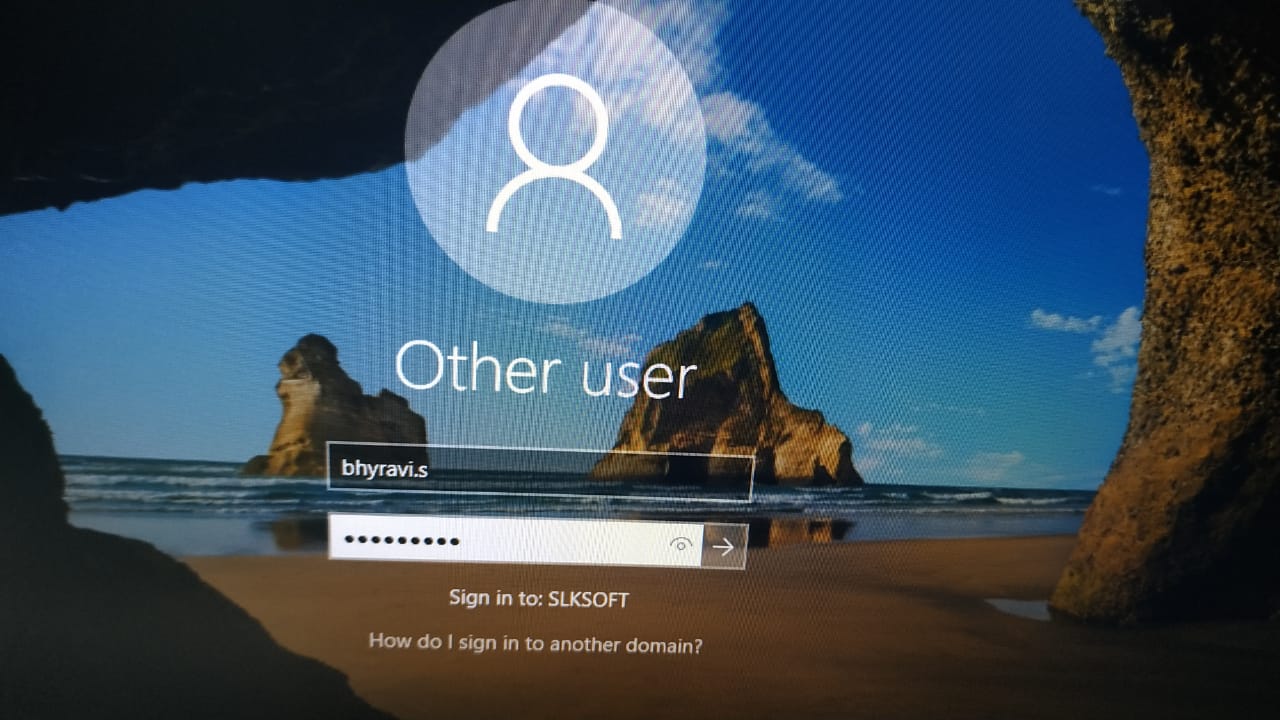 Other user
bhyravi.s
•••••••••
Sign in to: SLKSOFT
How do I sign in to another domain?